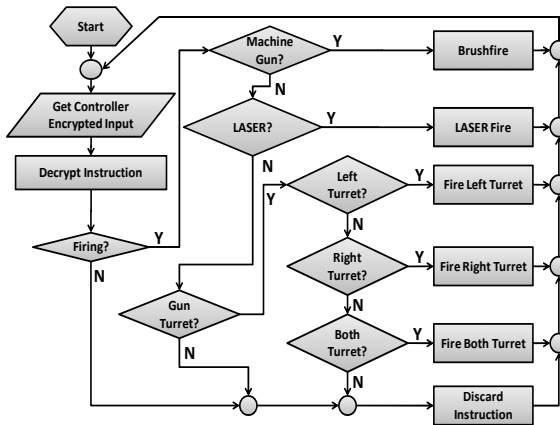 Start
Get Controller
Encrypted Input
Decrypt Instruction
Firing?
Y
N
Machine
Gun?
Y
N
Brushfire
LASER?
Y
N
LASER Fire
Gun
Turret?
Y
N
Left
Turret?
Y
N
Fire Left Turret
Right
Turret?
Y
N
Fire Right Turret
Both
Turret?
Y
N
Fire Both Turret
Discard
Instruction